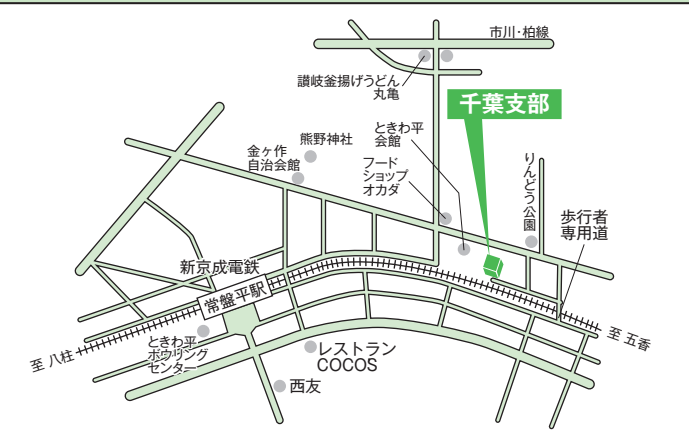 市川・柏線
讃岐釜揚げうどん
丸亀
千葉支部
ときわ平
会館
熊野神社
金ヶ作
自治会館
フード
ショップ
オカダ
りんどう公園
歩行者
専用道
新京成電鉄
常盤平駅
至 五香
至 八柱
ときわ平
ボウリング
センター
レストラン
COCOS
西友